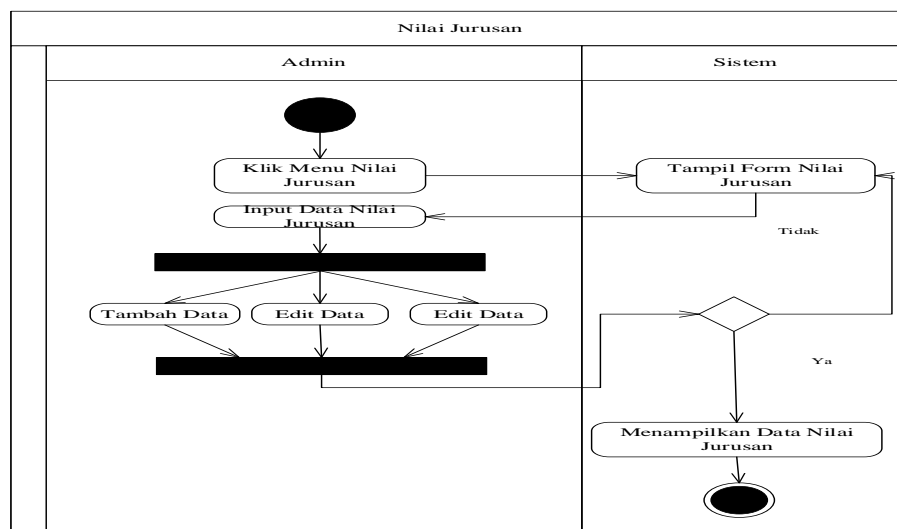 Nilai Jurusan
Admin
Sistem
Klik Menu Nilai
Jurusan
Tampil Form Nilai
Jurusan
Input Data Nilai
Jurusan
Tidak
Tambah Data
Edit Data
Edit Data
Ya
Menampilkan Data Nilai
Jurusan